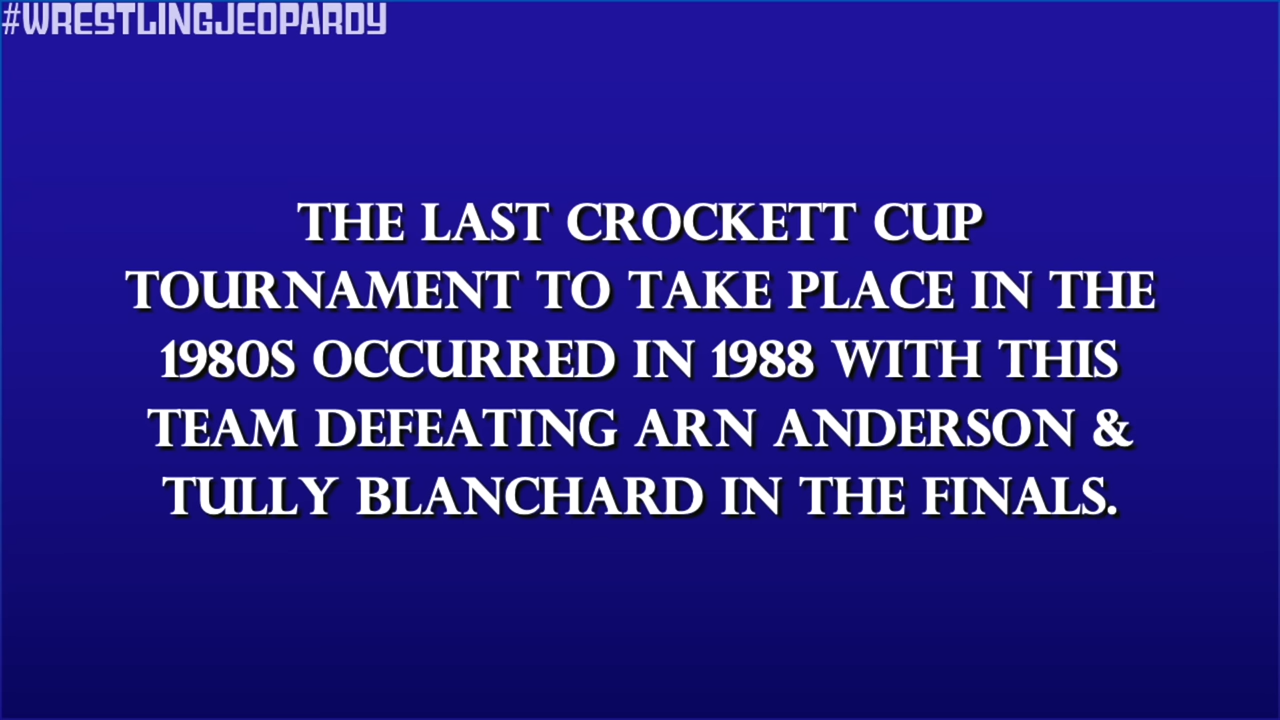 #WRESTLINGJEOPARDY
THE LAST CROCKETT CUP
TOURNAMENT TO TAKE PLACE IN THE
1980S OCCURRED IN 1988 WITH THIS
TEAM DEFEATING ARN ANDERSON &
TULLY BLANCHARD IN THE FINALS.